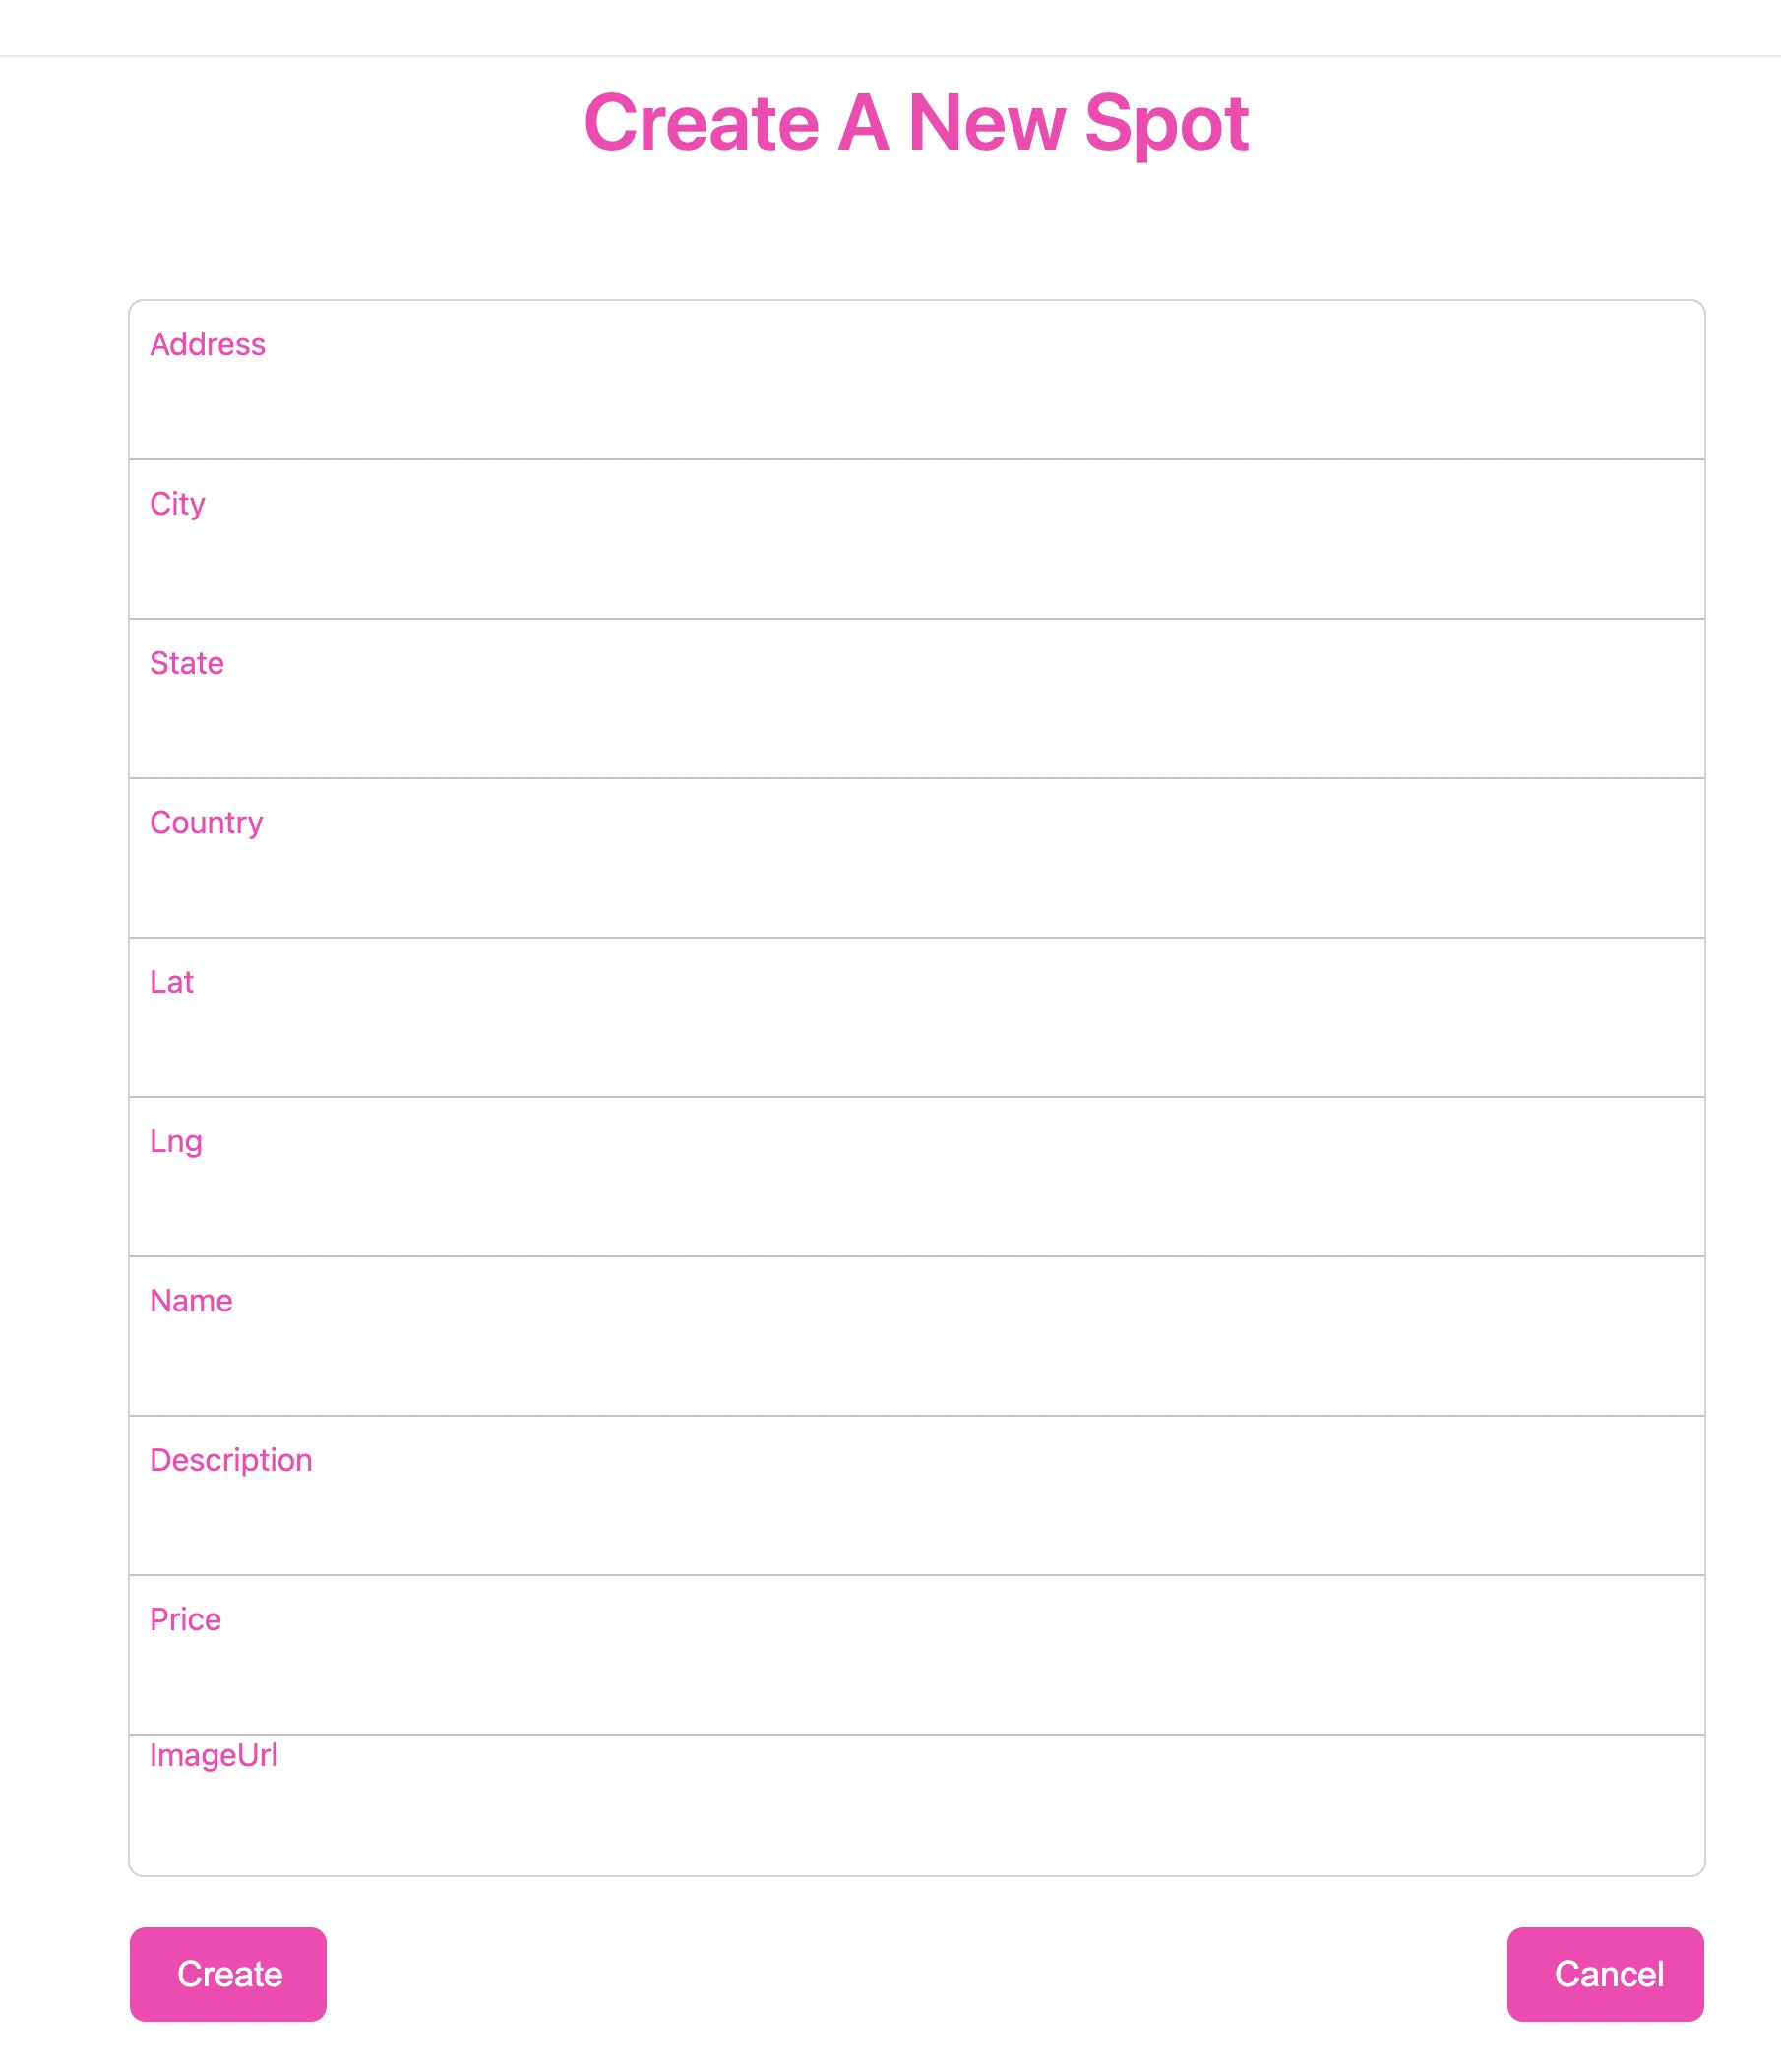 Create A New Spot
Address
City
State
Country
Lat
Lng
Name
Description
Price
ImageUrl
Create
Cancel